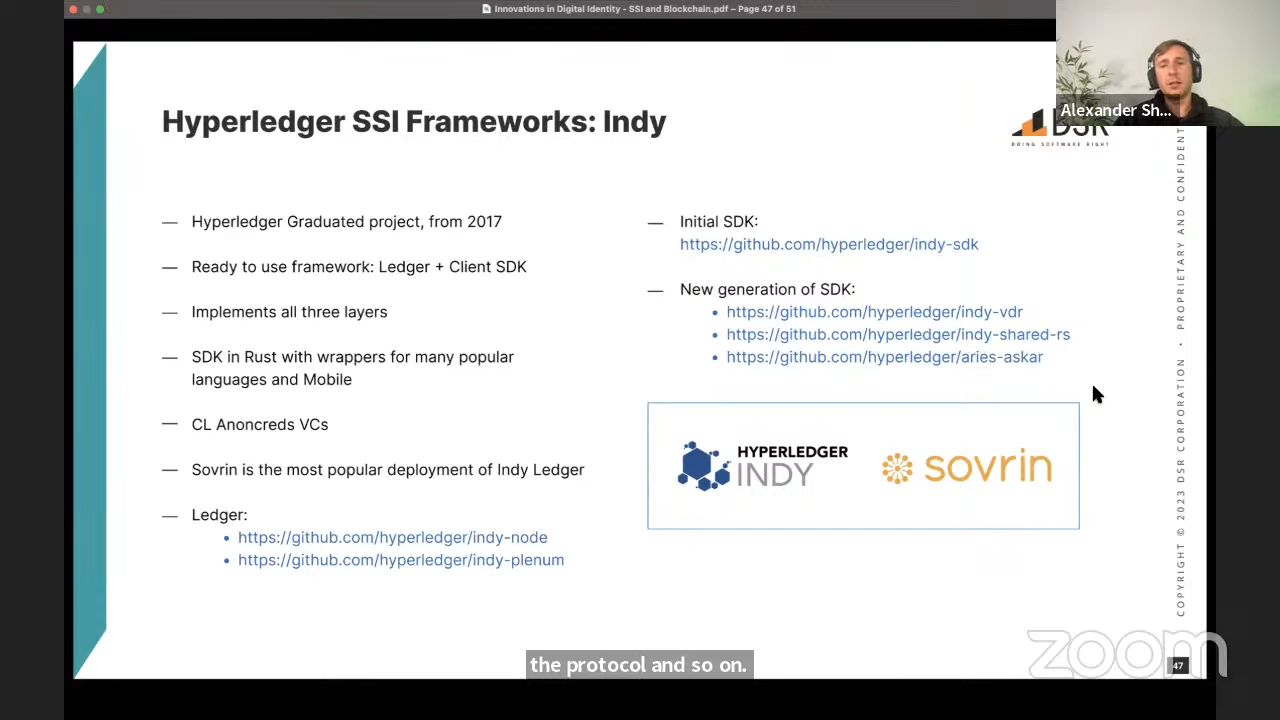 Innovations in Digital Identity - SSI and Blockchain.pdf – Page 47 of 51
Alexander Sh...
Hyperledger SSI Frameworks: Indy
DSR
DOING SOFTWARE RIGHT
— Hyperledger Graduated project, from 2017
— Ready to use framework: Ledger + Client SDK
— Implements all three layers
— SDK in Rust with wrappers for many popular
languages and Mobile
— CL Anoncreds VCs
— Sovrin is the most popular deployment of Indy Ledger
— Ledger:
• https://github.com/hyperledger/indy-node
• https://github.com/hyperledger/indy-plenum
— Initial SDK:
https://github.com/hyperledger/indy-sdk
— New generation of SDK:
• https://github.com/hyperledger/indy-vdr
• https://github.com/hyperledger/indy-shared-rs
• https://github.com/hyperledger/aries-askar
HYPERLEDGER
INDY
sovrin
COPYRIGHT © 2023 DSR CORPORATION • PROPRIETARY AND CONFIDENT
the protocol and so on.
zoom
47